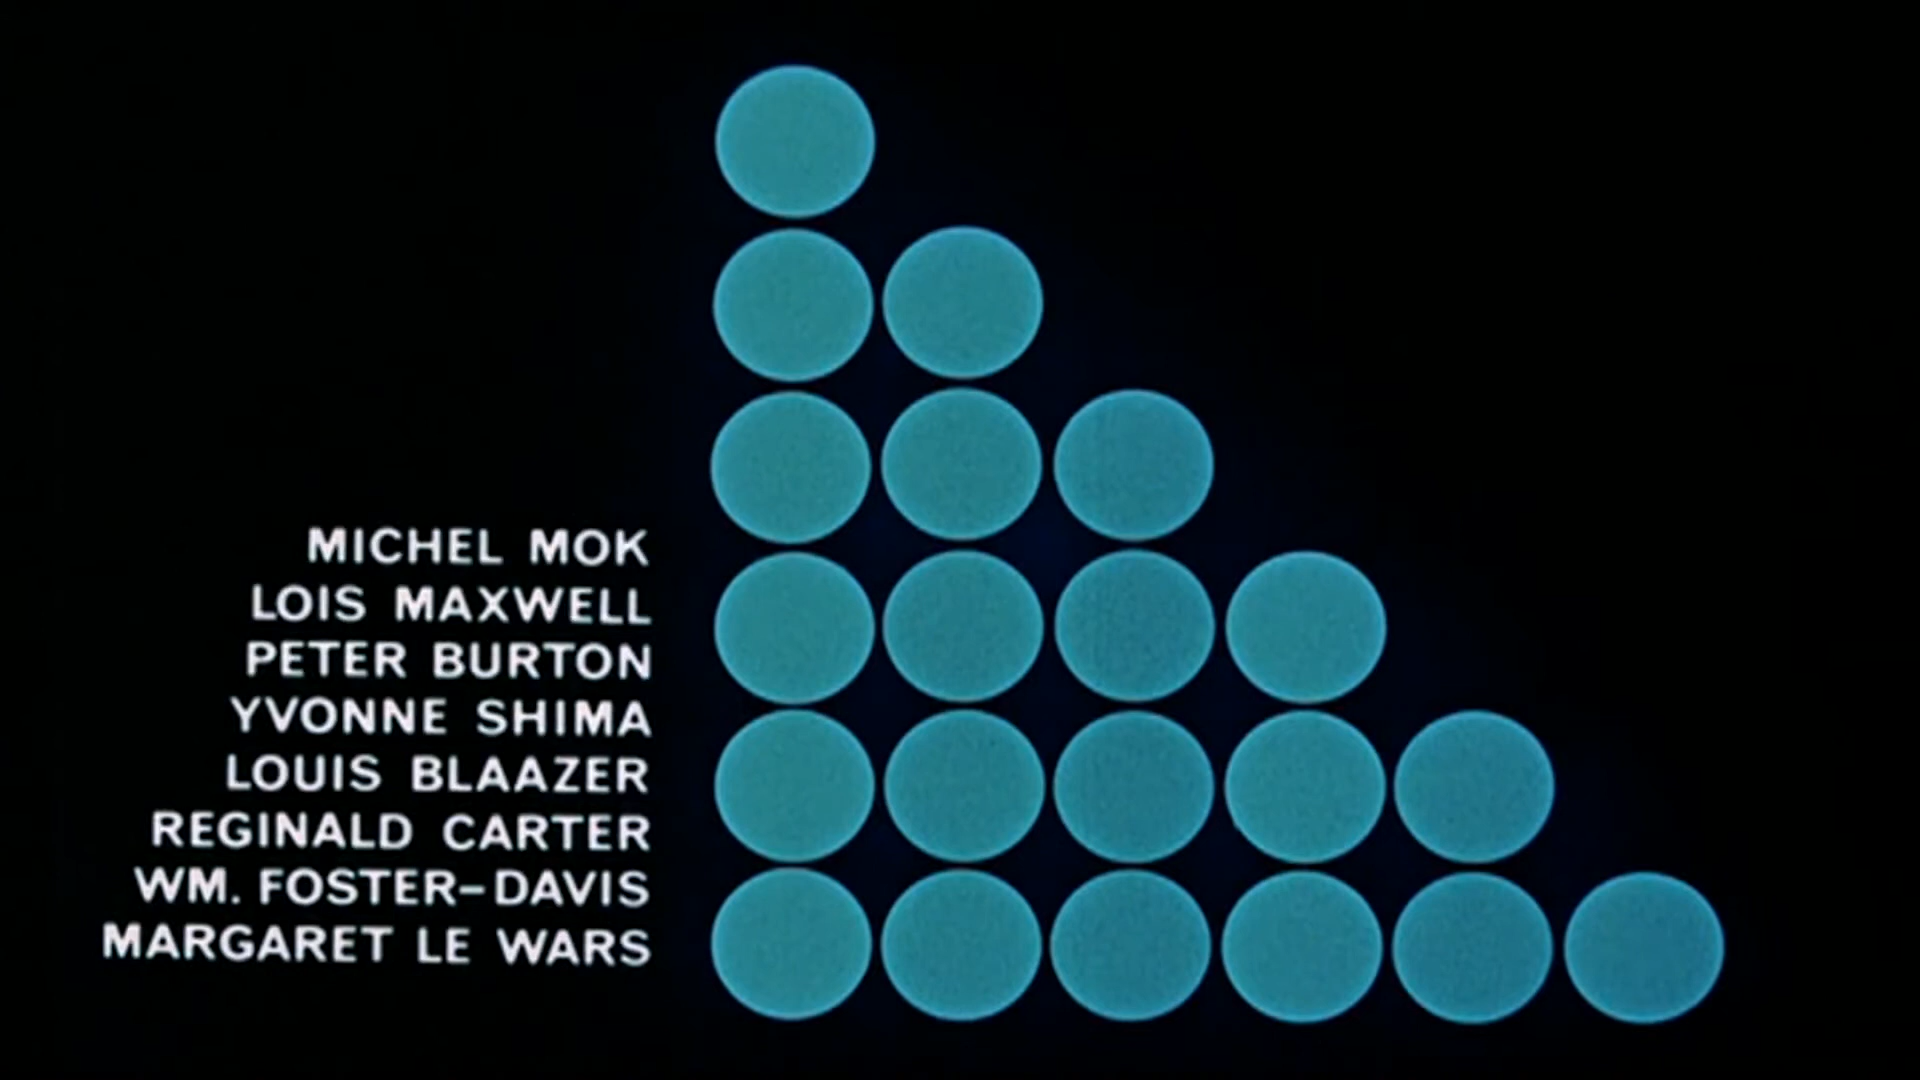 MICHEL MOK
LOIS MAXWELL
PETER BURTON
YVONNE SHIMA
LOUIS BLAAZER
REGINALD CARTER
WM. FOSTER-DAVIS
MARGARET LE WARS